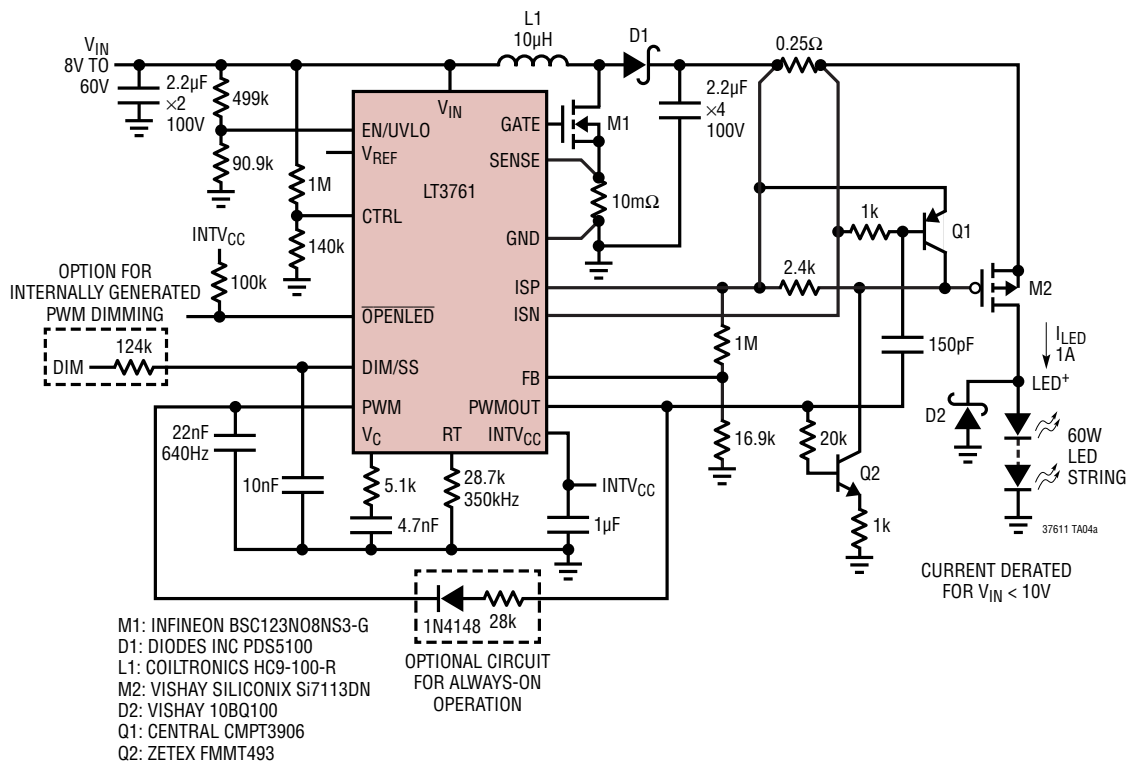 L1
10µH
D1
0.25Ω
VIN
8V TO
60V
2.2µF
×2
100V
499k
90.9k
1M
140k
INTVCC
100k
OPTION FOR
INTERNALLY GENERATED
PWM DIMMING
DIM
124k
22nF
640Hz
10nF
VIN
EN/UVLO
VREF
LT3761
CTRL
OPENLED
DIM/SS
PWM
VC
RT
INTVCC
GATE
SENSE
GND
ISP
ISN
FB
PWMOUT
M1
10mΩ
2.2µF
×4
100V
1k
Q1
2.4k
M2
1M
150pF
ILED
1A
LED+
D2
60W
LED
STRING
16.9k
20k
Q2
1k
5.1k
4.7nF
28.7k
350kHz
INTVCC
1µF
37611 TA04a
CURRENT DERATED
FOR VIN < 10V
1N4148
28k
OPTIONAL CIRCUIT
FOR ALWAYS-ON
OPERATION
M1: INFINEON BSC123NO8NS3-G
D1: DIODES INC PDS5100
L1: COILTRONICS HC9-100-R
M2: VISHAY SILICONIX Si7113DN
D2: VISHAY 10BQ100
Q1: CENTRAL CMPT3906
Q2: ZETEX FMMT493